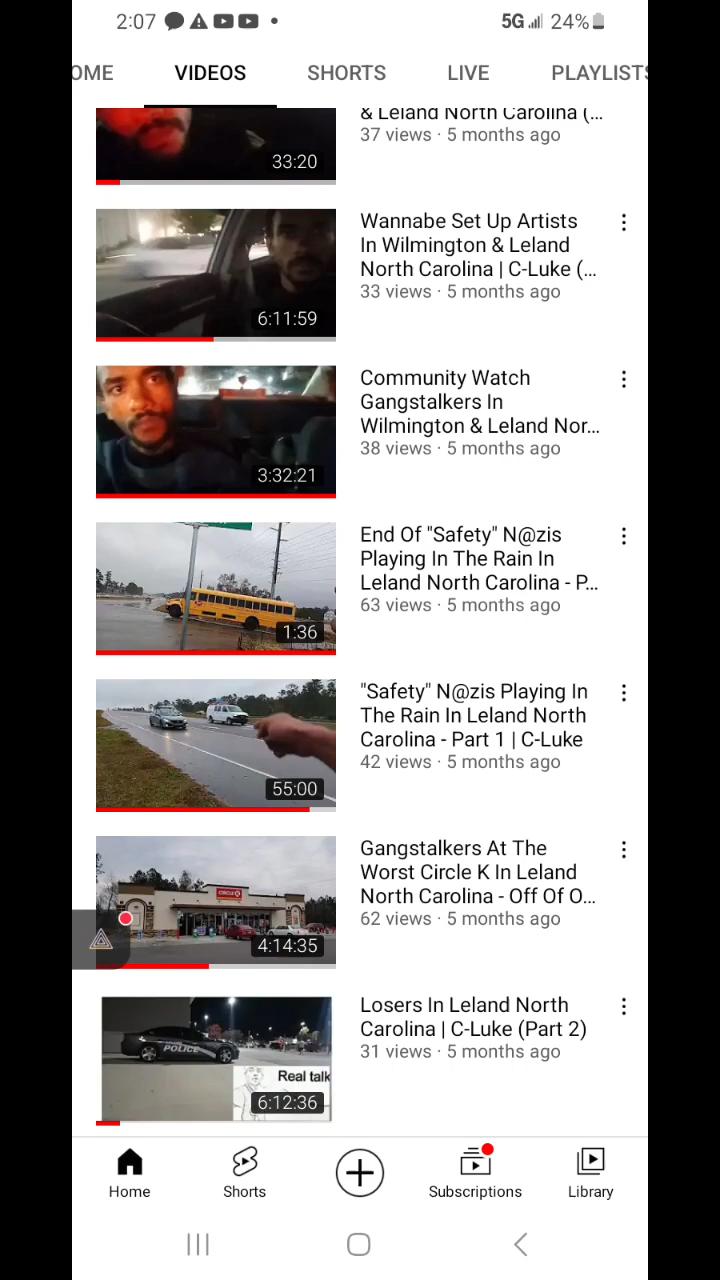 2:07
5G 24%
OME VIDEOS SHORTS LIVE PLAYLISTS
& Leland North Carolina (...
37 views · 5 months ago
33:20
Wannabe Set Up Artists
In Wilmington & Leland
North Carolina | C-Luke (...
33 views · 5 months ago
6:11:59
Community Watch
Gangstalkers In
Wilmington & Leland Nor...
38 views · 5 months ago
3:32:21
End Of "Safety" N@zis
Playing In The Rain In
Leland North Carolina - P...
63 views · 5 months ago
1:36
"Safety" N@zis Playing In
The Rain In Leland North
Carolina - Part 1 | C-Luke
42 views · 5 months ago
55:00
Gangstalkers At The
Worst Circle K In Leland
North Carolina - Off Of O...
62 views · 5 months ago
CIRCLE K
4:14:35
Losers In Leland North
Carolina | C-Luke (Part 2)
31 views · 5 months ago
POLICE
Real talk
6:12:36
Home Shorts Subscriptions Library